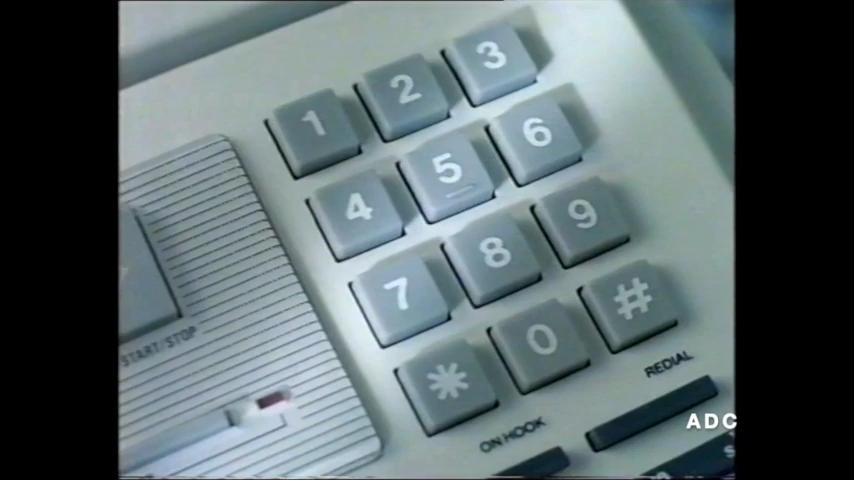 1 2 3
4 5 6
7 8 9
* 0 #
START/STOP
ON HOOK
REDIAL
ADC